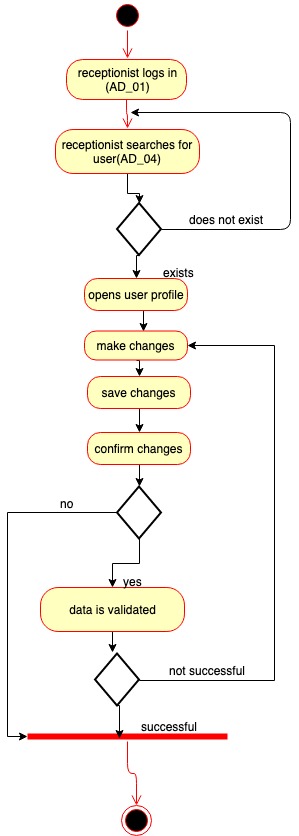 receptionist logs in
(AD_01)
receptionist searches for
user(AD_04)
does not exist
exists
opens user profile
make changes
save changes
confirm changes
no
yes
data is validated
not successful
successful